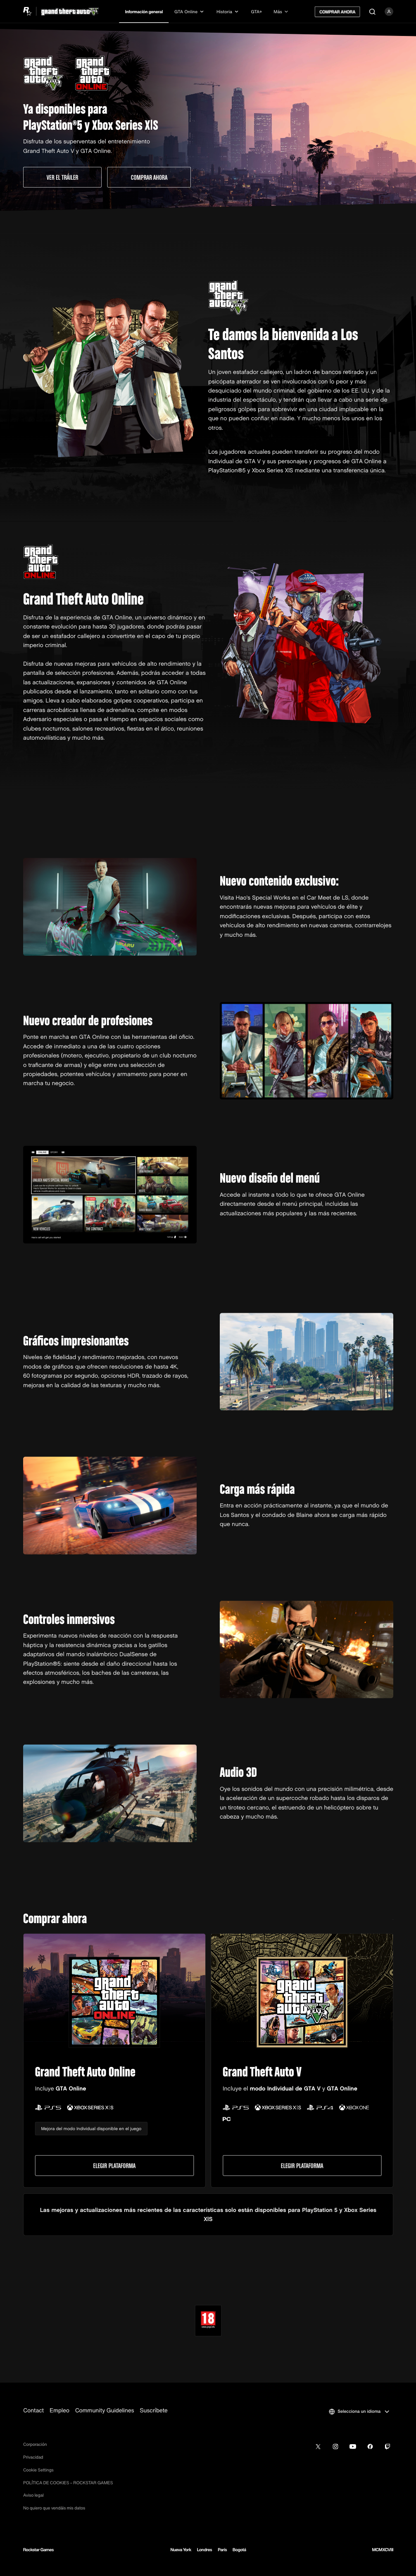 Información general
GTA Online
Historia
GTA+
Más
COMPRAR AHORA
grand
theft
auto
V
grand
theft
auto
ONLINE
Ya disponibles para
PlayStation®5 y Xbox Series X|S
Disfruta de los superventas del entretenimiento
Grand Theft Auto V y GTA Online.
VER EL TRÁILER
COMPRAR AHORA
grand
theft
auto
Te damos la bienvenida a Los
Santos
Un joven estafador callejero, un ladrón de bancos retirado y un
psicópata aterrador se ven involucrados con lo peor y más
desquiciado del mundo criminal, del gobierno de los EE. UU. y de la
industria del espectáculo, y tendrán que llevar a cabo una serie de
peligrosos golpes para sobrevivir en una ciudad implacable en la
que no pueden confiar en nadie. Y mucho menos los unos en los
otros.
Los jugadores actuales pueden transferir su progreso del modo
Individual de GTA V y sus personajes y progresos de GTA Online a
PlayStation®5 y Xbox Series X|S mediante una transferencia única.
grand
theft
auto
ONLINE
Grand Theft Auto Online
Disfruta de la experiencia de GTA Online, un universo dinámico y en
constante evolución para hasta 30 jugadores, donde podrás pasar
de ser un estafador callejero a convertirte en el capo de tu propio
imperio criminal.
Disfruta de nuevas mejoras para vehículos de alto rendimiento y la
pantalla de selección profesiones. Además, podrás acceder a todas
las actualizaciones, expansiones y contenidos de GTA Online
publicados desde el lanzamiento, tanto en solitario como con tus
amigos. Lleva a cabo elaborados golpes cooperativos, participa en
carreras acrobáticas llenas de adrenalina, compite en modos
Adversario espectaculares o pasa el tiempo en espacios sociales como
clubes nocturnos, salones recreativos, fiestas en el ático, reuniones
automovilísticas y mucho más.
Nuevo contenido exclusivo:
Visita Hao's Special Works en el Car Meet de LS, donde
encontrarás nuevas mejoras para vehículos de élite y
modificaciones exclusivas. Después, participa con estos
vehículos de alto rendimiento en nuevas carreras, contrarrelojes
y mucho más.
Nuevo creador de profesiones
Ponte en marcha en GTA Online con las herramientas del oficio.
Accede de inmediato a una de las cuatro opciones
profesionales (motero, ejecutivo, propietario de un club nocturno
o traficante de armas) y elige entre una selección de
propiedades, potentes vehículos y armamento para poner en
marcha tu negocio.
NEW VEHICLE
THE CONTRACT
Nuevo diseño del menú
Accede al instante a todo lo que te ofrece GTA Online
directamente desde el menú principal, incluidas las
actualizaciones más populares y las más recientes.
Gráficos impresionantes
Niveles de fidelidad y rendimiento mejorados, con nuevos
modos de gráficos que ofrecen resoluciones de hasta 4K,
60 fotogramas por segundo, opciones HDR, trazado de rayos,
mejoras en la calidad de las texturas y mucho más.
Carga más rápida
Entra en acción prácticamente al instante, ya que el mundo de
Los Santos y el condado de Blaine ahora se carga más rápido
que nunca.
Controles inmersivos
Experimenta nuevos niveles de reacción con la respuesta
háptica y la resistencia dinámica gracias a los gatillos
adaptativos del mando inalámbrico DualSense de
PlayStation®5: siente desde el daño direccional hasta los
efectos atmosféricos, los baches de las carreteras, las
explosiones y mucho más.
Audio 3D
Oye los sonidos del mundo con una precisión milimétrica, desde
la aceleración de un supercoche robado hasta los disparos de
un tiroteo cercano, el estruendo de un helicóptero sobre tu
cabeza y mucho más.
Comprar ahora
grand
theft
auto
ONLINE
Grand Theft Auto Online
Incluye GTA Online
PS5 XBOX SERIES X|S
Mejora del modo Individual disponible en el juego
ELEGIR PLATAFORMA
grand
theft
auto
Grand Theft Auto V
Incluye el modo Individual de GTA V y GTA Online
PS5 XBOX SERIES X|S PS4 XBOX ONE
PC
ELEGIR PLATAFORMA
Las mejoras y actualizaciones más recientes de las características solo están disponibles para PlayStation 5 y Xbox Series
X|S
18
Contact
Empleo
Community Guidelines
Suscríbete
Selecciona un idioma
Corporación
Privacidad
Cookie Settings
POLÍTICA DE COOKIES - ROCKSTAR GAMES
Aviso legal
No quiero que vendáis mis datos
Rockstar Games
Nueva York
Londres
París
Bogotá
MCMXCVIII